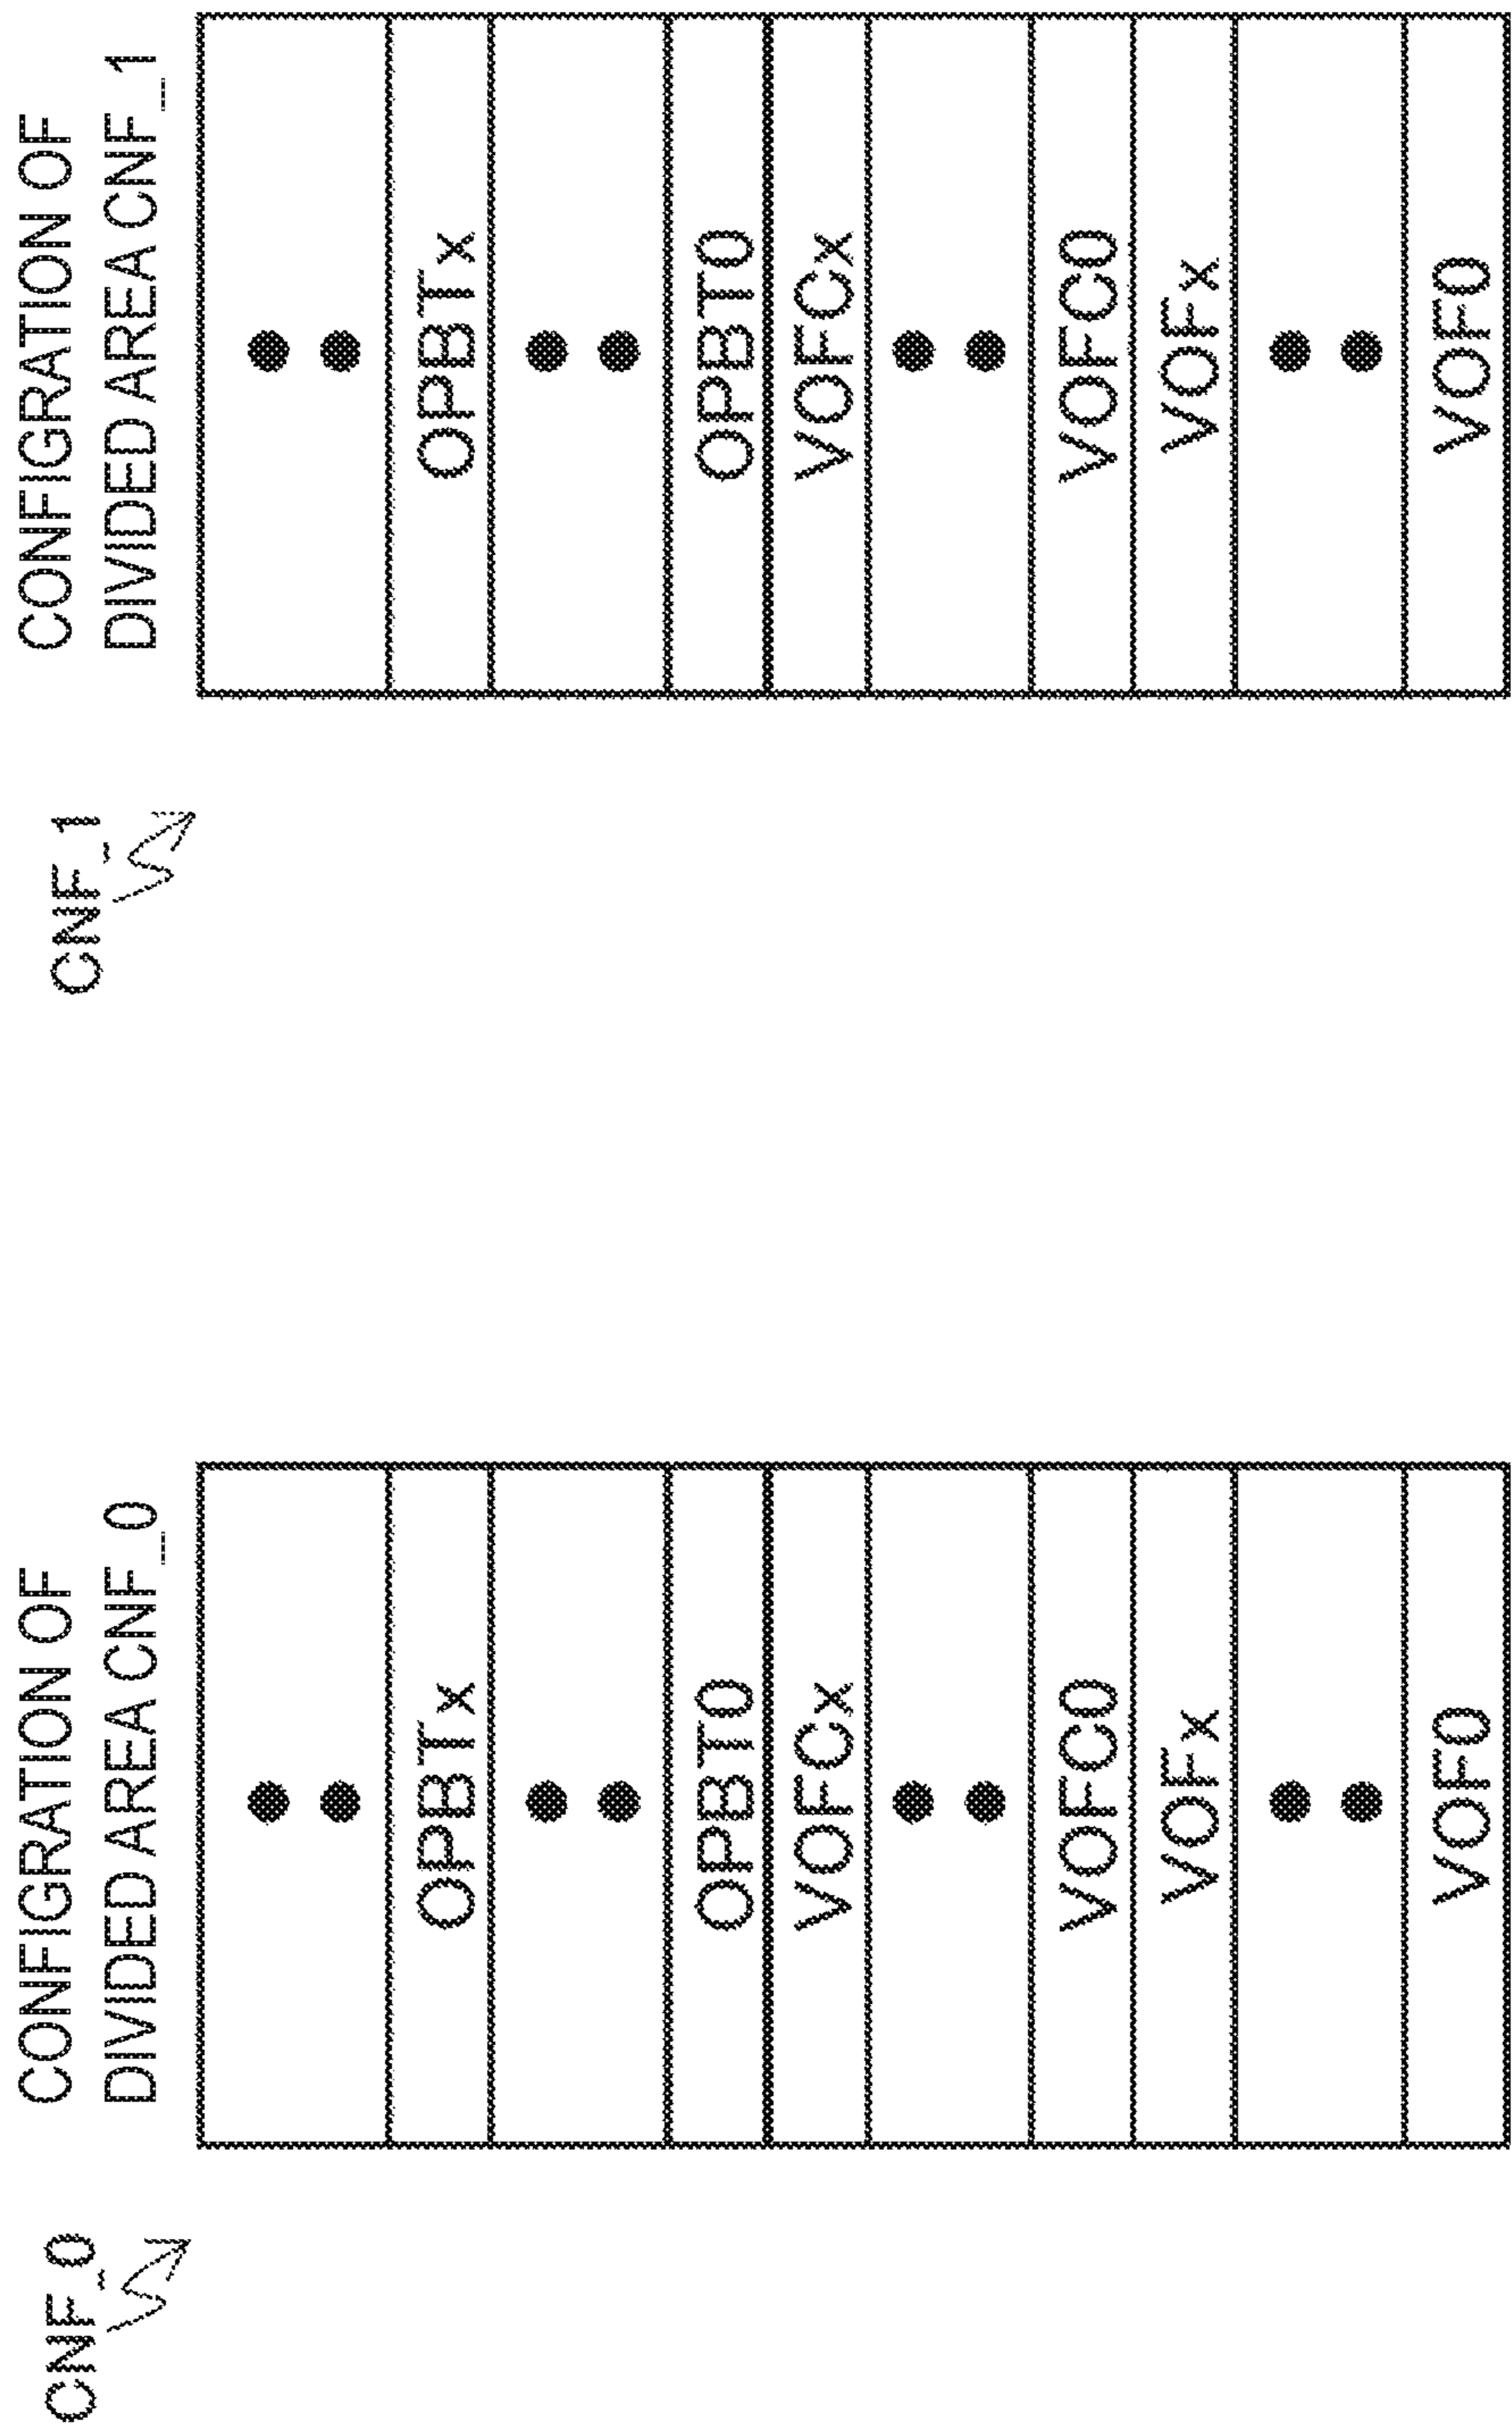 CNF_0
CONFIGRATION OF
DIVIDED AREA CNF_0
OPBTx
OPBT0
VOFCx
VOFC0
VOFx
VOF0
CNF_1
CONFIGRATION OF
DIVIDED AREA CNF_1
OPBTx
OPBT0
VOFCx
VOFC0
VOFx
VOF0